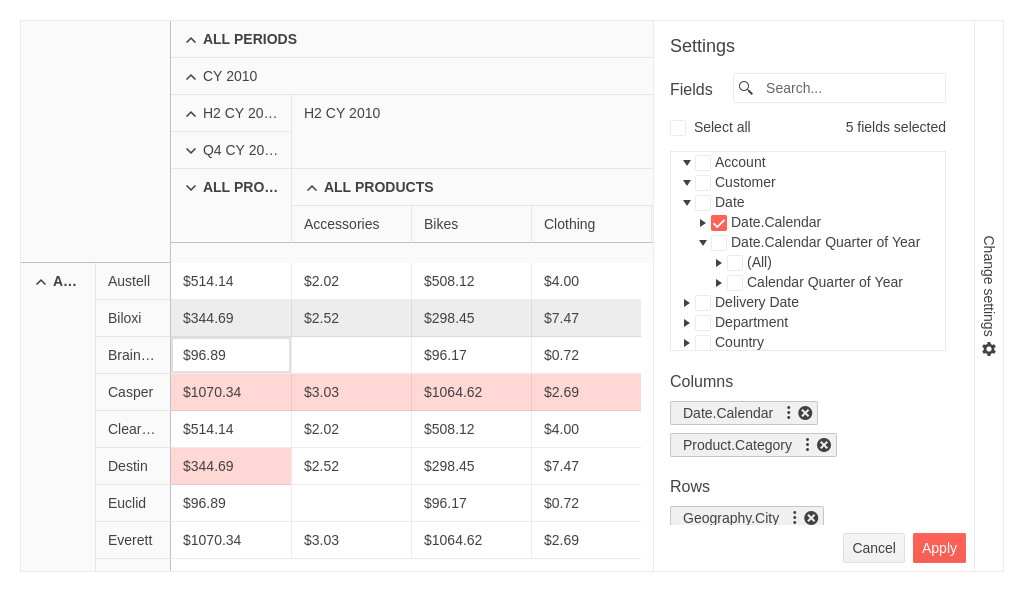 ALL PERIODS
CY 2010
H2 CY 20… H2 CY 2010
Q4 CY 20…
ALL PRO… ALL PRODUCTS
Accessories Bikes Clothing
A… Austell $514.14 $2.02 $508.12 $4.00
Biloxi $344.69 $2.52 $298.45 $7.47
Brain… $96.89 $96.17 $0.72
Casper $1070.34 $3.03 $1064.62 $2.69
Clear… $514.14 $2.02 $508.12 $4.00
Destin $344.69 $2.52 $298.45 $7.47
Euclid $96.89 $96.17 $0.72
Everett $1070.34 $3.03 $1064.62 $2.69
Settings
Fields Search...
Select all 5 fields selected
Account
Customer
Date
Date.Calendar
Date.Calendar Quarter of Year
(All)
Calendar Quarter of Year
Delivery Date
Department
Country
Columns
Date.Calendar
Product.Category
Rows
Geography.City
Cancel Apply
Change settings